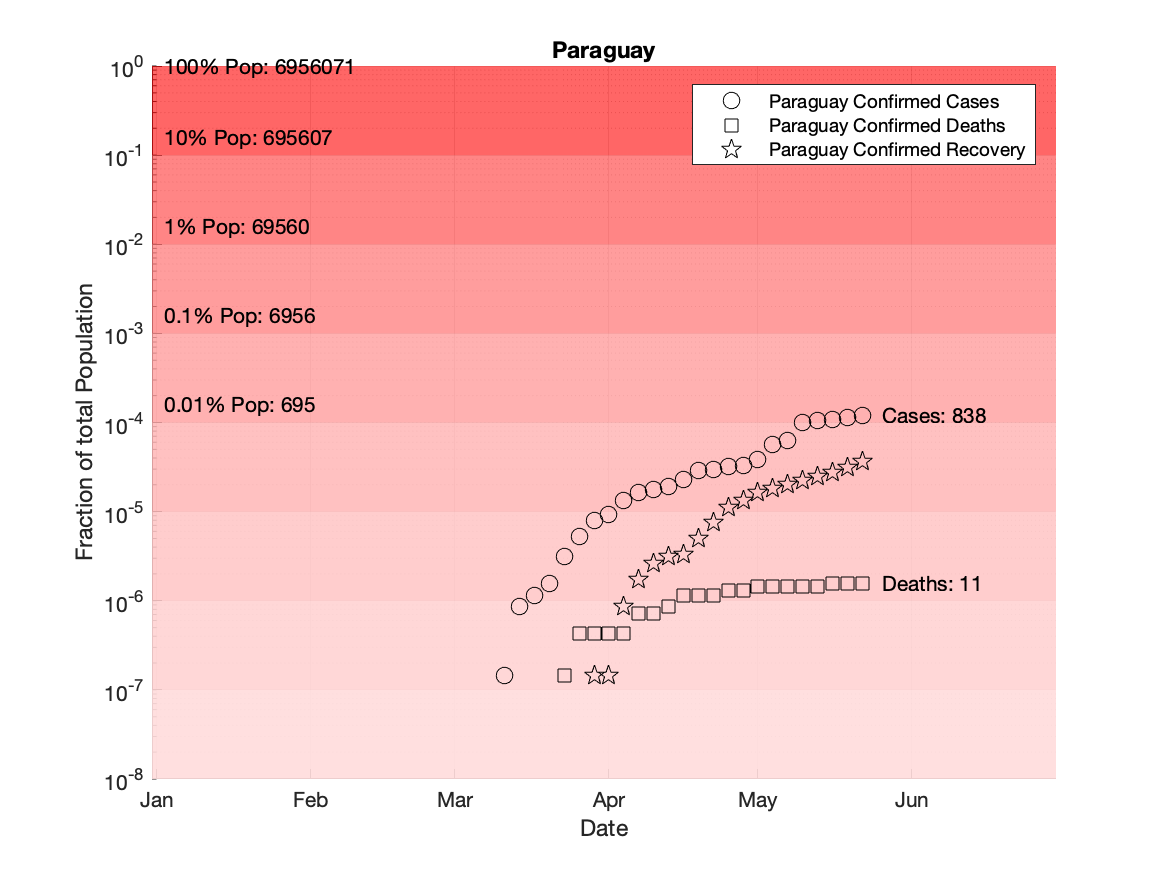 Paraguay
10^0
100% Pop: 6956071
Paraguay Confirmed Cases
Paraguay Confirmed Deaths
Paraguay Confirmed Recovery
10% Pop: 695607
10^-1
1% Pop: 69560
10^-2
0.1% Pop: 6956
10^-3
0.01% Pop: 695
10^-4
Cases: 838
10^-5
Deaths: 11
10^-6
10^-7
10^-8
Fraction of total Population
Jan Feb Mar Apr May Jun
Date